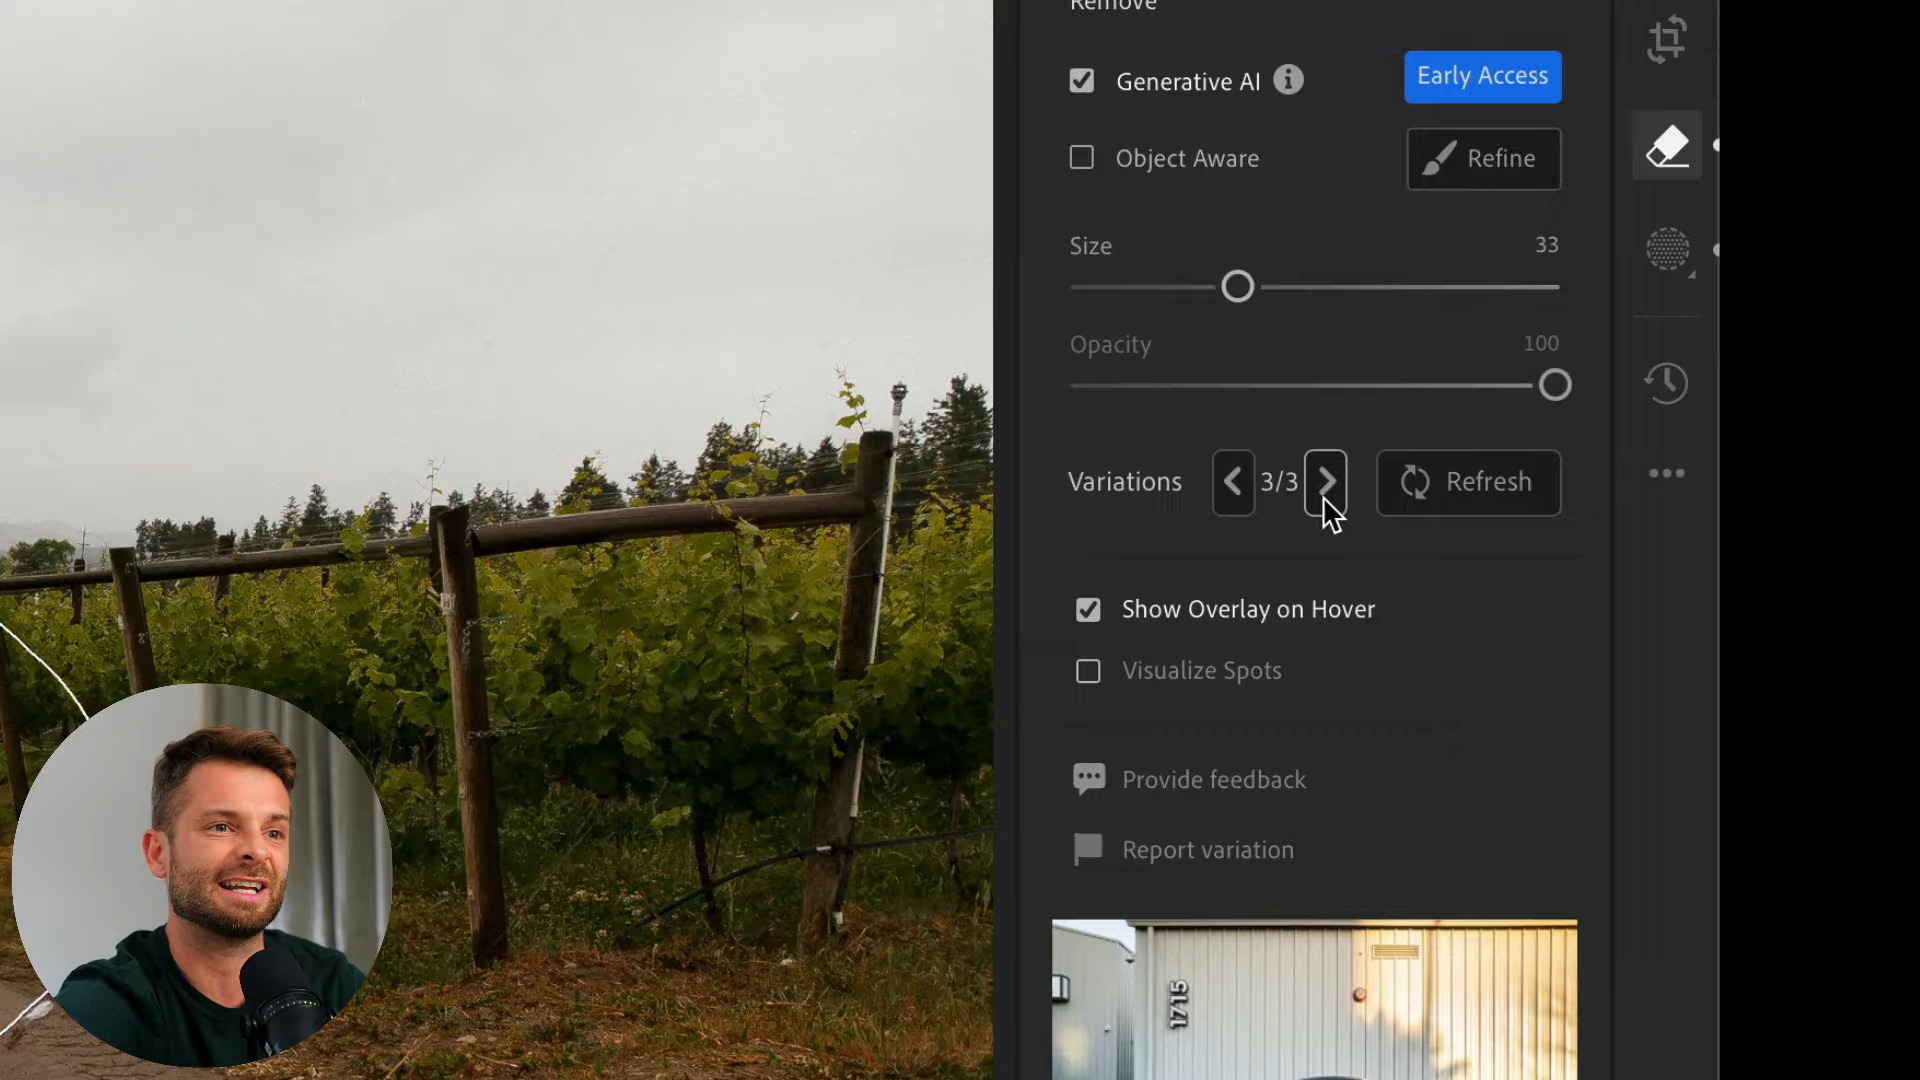 Remove
Generative AI
Early Access
Object Aware
Refine
Size
33
Opacity
100
Variations
3/3
Refresh
Show Overlay on Hover
Visualize Spots
Provide feedback
Report variation
1715